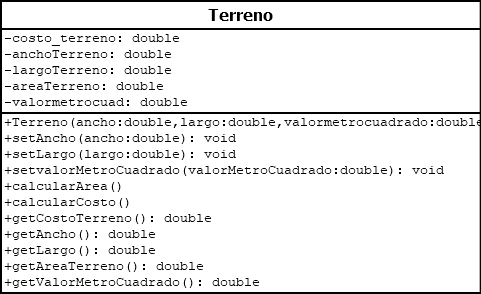 Terreno
-costo_terreno: double
-anchoTerreno: double
-largoTerreno: double
-areaTerreno: double
-valormetrocuad: double
+Terreno(ancho:double,largo:double,valormetrocuadrado:double
+setAncho(ancho:double): void
+setLargo(largo:double): void
+setvalorMetroCuadrado(valorMetroCuadrado:double): void
+calcularArea()
+calcularCosto()
+getCostoTerreno(): double
+getAncho(): double
+getLargo(): double
+getAreaTerreno(): double
+getValorMetroCuadrado(): double